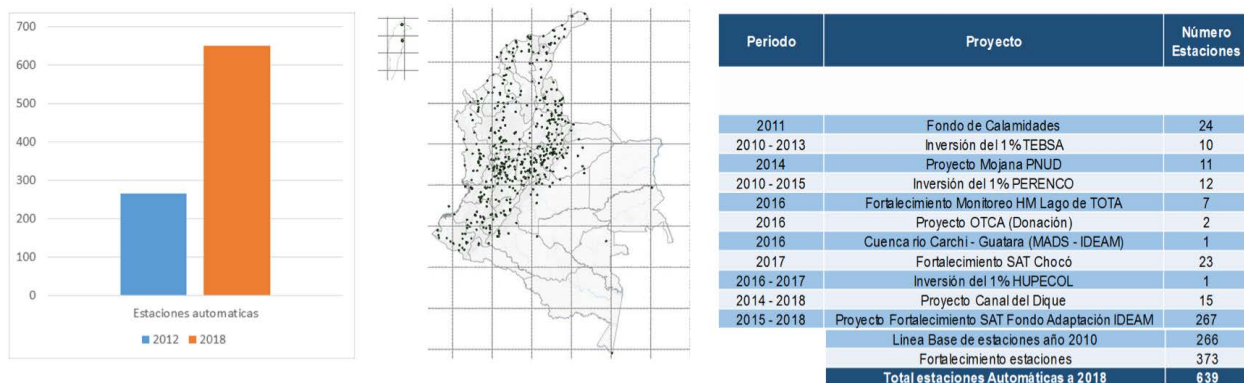 700
600
500
400
300
200
100
0
Estaciones automaticas
2012 2018
Periodo Proyecto Número Estaciones
2011 Fondo de Calamidades 24
2010 - 2013 Inversión del 1% TEBSA 10
2014 Proyecto Mojana PNUD 11
2010 - 2015 Inversión del 1% PERENCO 12
2016 Fortalecimiento Monitoreo HM Lago de TOTA 7
2016 Proyecto OTCA (Donación) 2
2016 Cuenca río Carchi - Guatara (MADS - IDEAM) 1
2017 Fortalecimiento SAT Chocó 23
2016 - 2017 Inversión del 1% HUPECOL 1
2014 - 2018 Proyecto Canal del Dique 15
2015 - 2018 Proyecto Fortalecimiento SAT Fondo Adaptación IDEAM 267
Línea Base de estaciones año 2010 266
Fortalecimiento estaciones 373
Total estaciones Automáticas a 2018 639